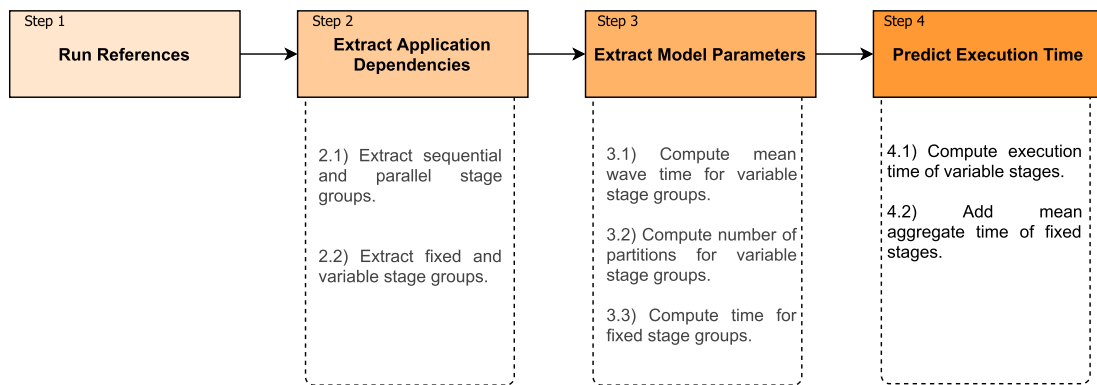 Step 1
Run References
Step 2
Extract Application
Dependencies
2.1) Extract sequential
and parallel stage
groups.
2.2) Extract fixed and
variable stage groups.
Step 3
Extract Model Parameters
3.1) Compute mean
wave time for variable
stage groups.
3.2) Compute number of
partitions for variable
stage groups.
3.3) Compute time for
fixed stage groups.
Step 4
Predict Execution Time
4.1) Compute execution
time of variable stages.
4.2) Add mean
aggregate time of fixed
stages.